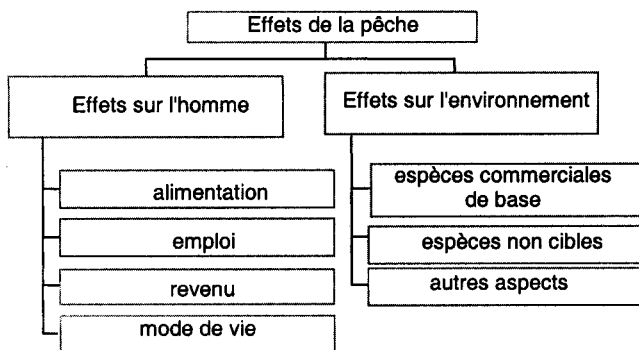 Effets de la pêche
Effets sur l'homme
Effets sur l'environnement
alimentation
emploi
revenu
mode de vie
espèces commerciales
de base
espèces non cibles
autres aspects